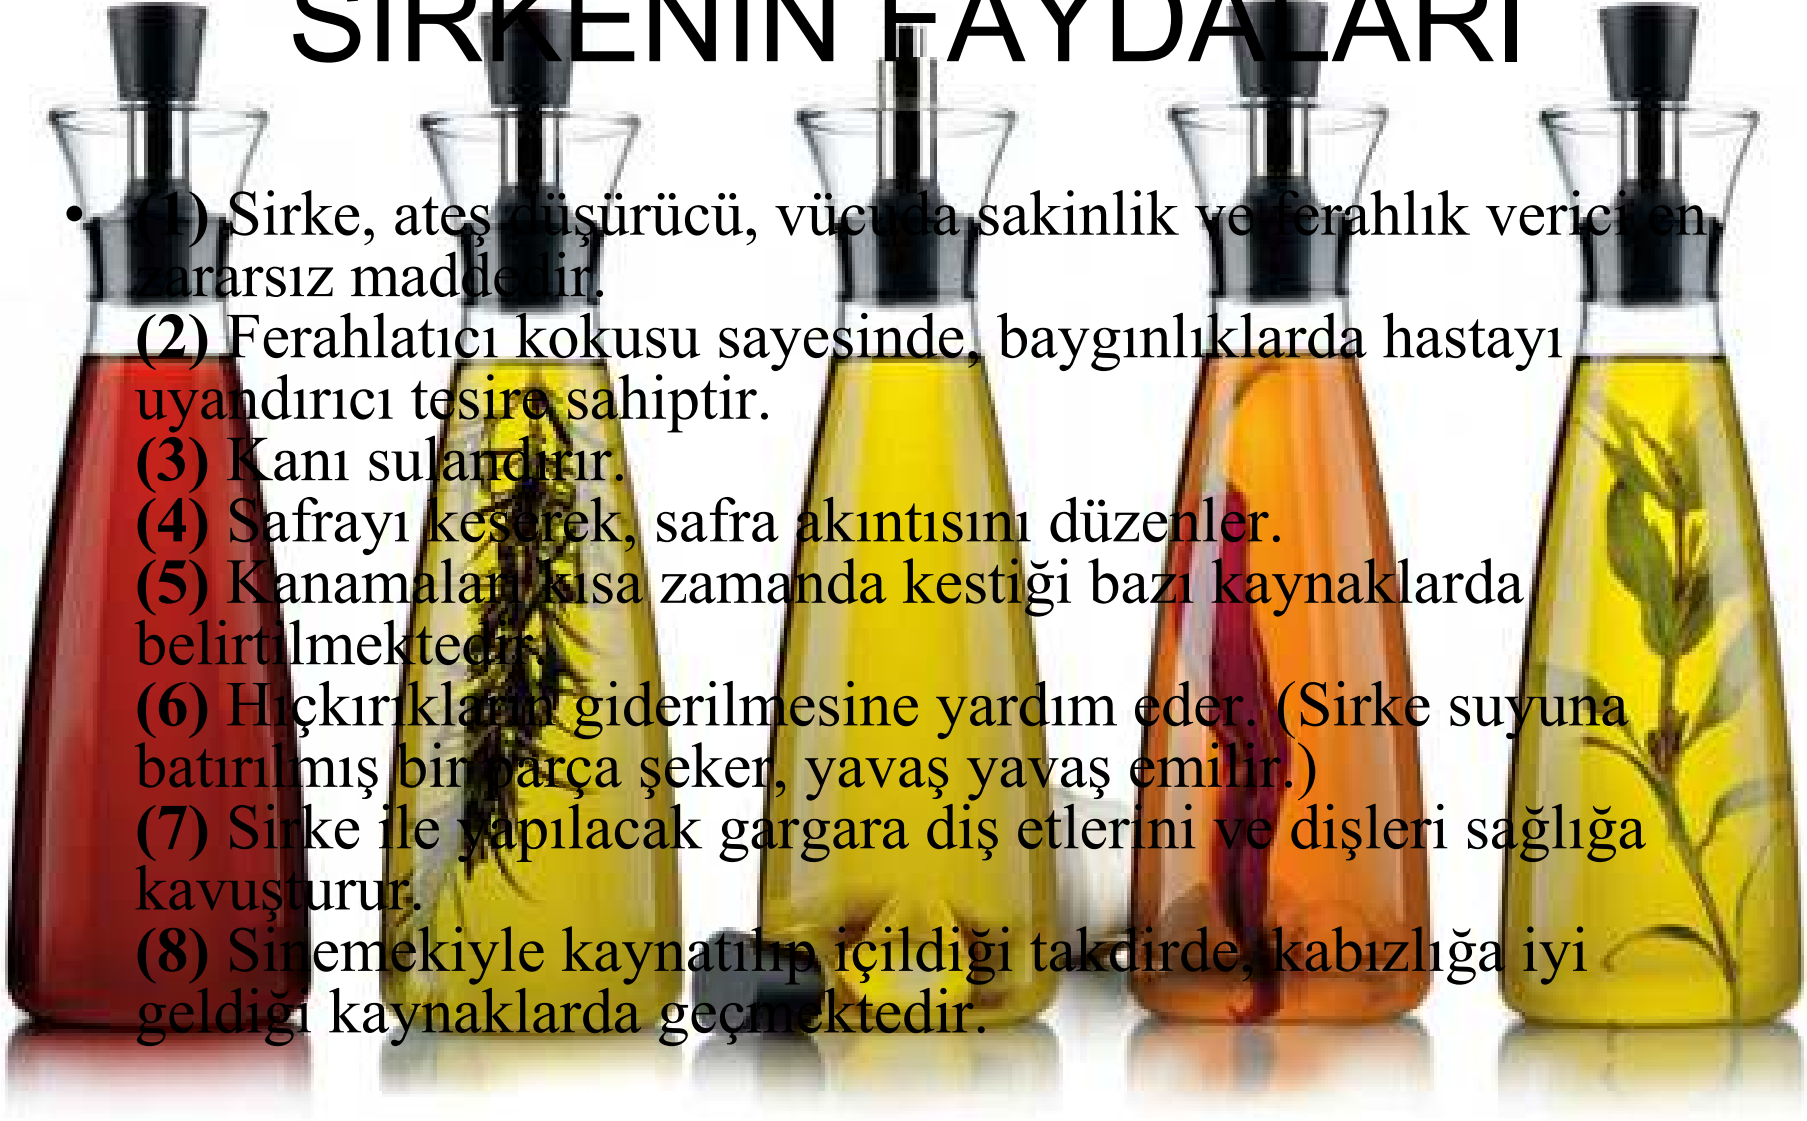 SİRKENİN FAYDALARI
• (1) Sirke, ateş düşürücü, vücuda sakinlik ve ferahlık verici en
zararsız maddedir.
(2) Ferahlatıcı kokusu sayesinde, baygınlıklarda hastayı
uyandırıcı tesire sahiptir.
(3) Kanı sulandırır.
(4) Safrayı keserek, safra akıntısını düzenler.
(5) Kanamaları kısa zamanda kestiği bazı kaynaklarda
belirtilmektedir.
(6) Hıçkırıkların giderilmesine yardım eder. (Sirke suyuna
batırılmış bir parça şeker, yavaş yavaş emilir.)
(7) Sirke ile yapılacak gargara diş etlerini ve dişleri sağlığa
kavuşturur.
(8) Sinemekiyle kaynatılıp içildiği takdirde, kabızlığa iyi
geldiği kaynaklarda geçmektedir.